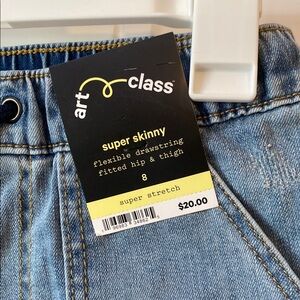 art class
super skinny
flexible drawstring
fitted hip & thigh
8
super stretch
$20.00